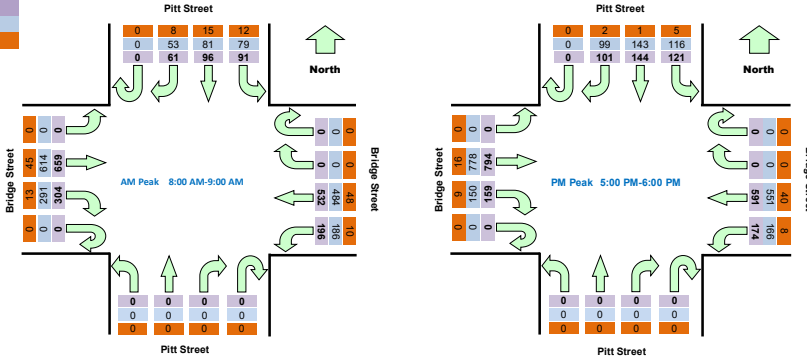 Pitt Street
0 8 15 12
0 53 81 79
0 61 96 91
North
Bridge Street
0 0 0
45 614 659
13 291 304
0 0 0
AM Peak 8:00 AM-9:00 AM
0 0 0
0 0 0
532 484 48
196 186 10
Bridge Street
0 0 0 0
0 0 0 0
0 0 0 0
Pitt Street
Pitt Street
0 2 1 5
0 99 143 116
0 101 144 121
North
Bridge Street
0 0 0
16 778 794
9 150 159
0 0 0
PM Peak 5:00 PM-6:00 PM
0 0 0
0 0 0
591 551 40
174 166 8
0 0 0 0
0 0 0 0
0 0 0 0
Pitt Street